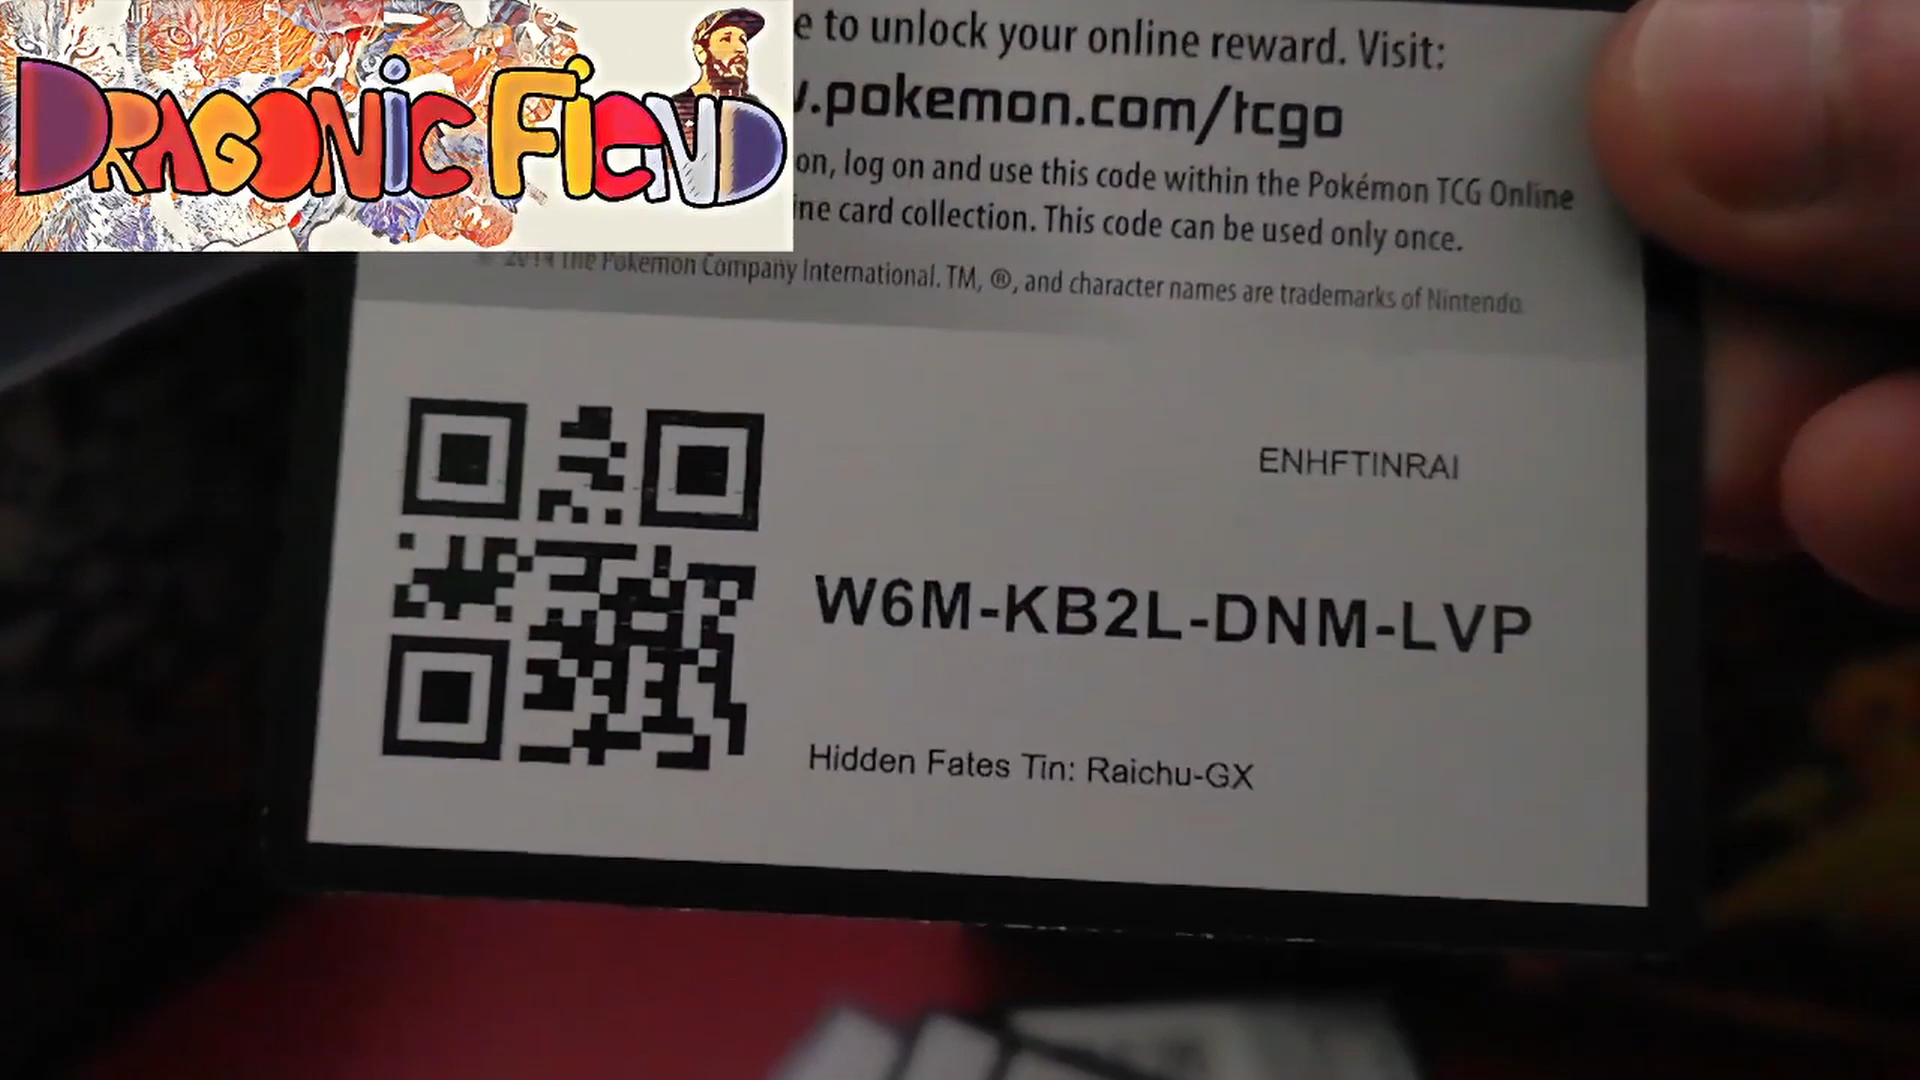 DRAGONIC FiEND
e to unlock your online reward. Visit:
.pokemon.com/tcgo
on, log on and use this code within the Pokémon TCG Online
ine card collection. This code can be used only once.
The Pokémon Company International. TM, ®, and character names are trademarks of Nintendo.
ENHFTINRAI
W6M-KB2L-DNM-LVP
Hidden Fates Tin: Raichu-GX